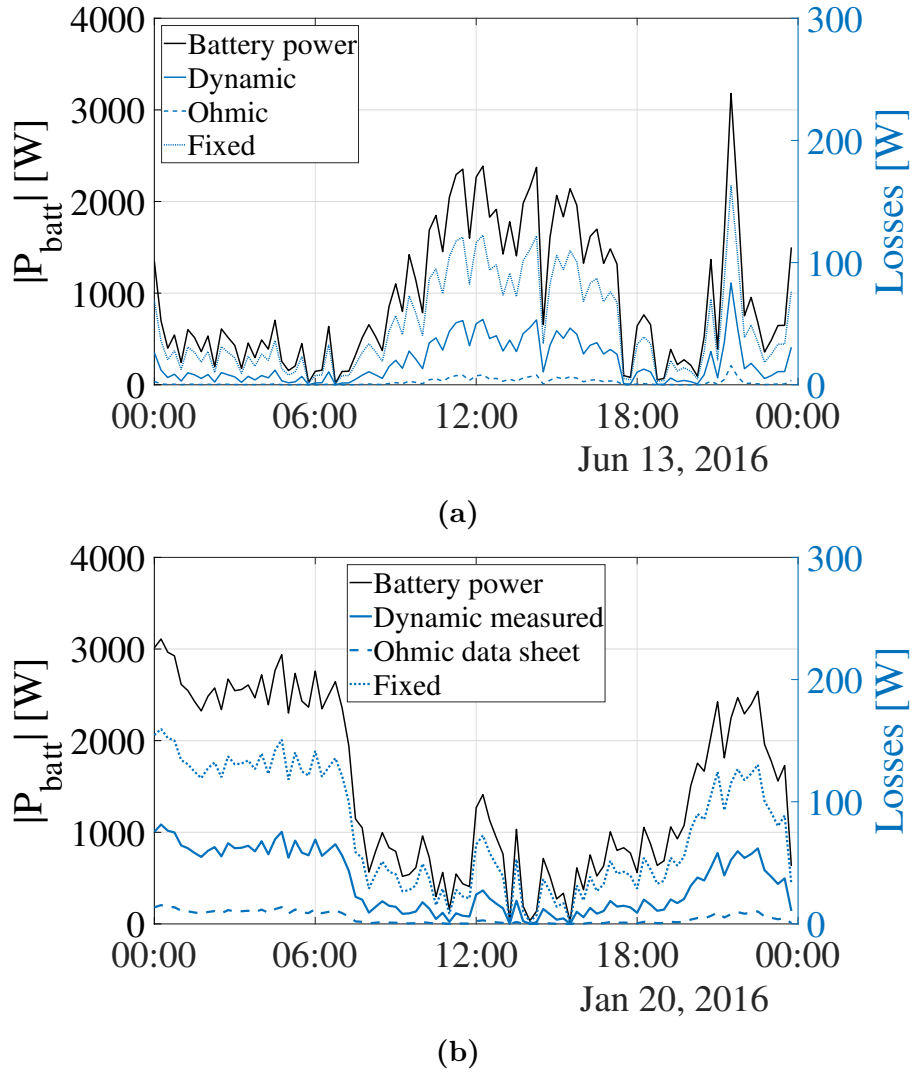 4000
3000
2000
1000
0
|P_batt| [W]
Battery power
Dynamic
Ohmic
Fixed
300
200
100
0
Losses [W]
00:00 06:00 12:00 18:00 00:00
Jun 13, 2016
(a)
4000
3000
2000
1000
0
|P_batt| [W]
Battery power
Dynamic measured
Ohmic data sheet
Fixed
300
200
100
0
Losses [W]
00:00 06:00 12:00 18:00 00:00
Jan 20, 2016
(b)